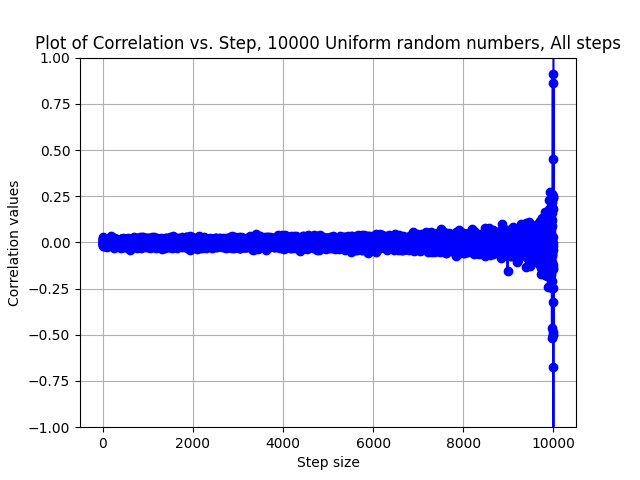 Plot of Correlation vs. Step, 10000 Uniform random numbers, All steps
1.00
0.75
0.50
0.25
0.00
−0.25
−0.50
−0.75
−1.00
Correlation values
0 2000 4000 6000 8000 10000
Step size